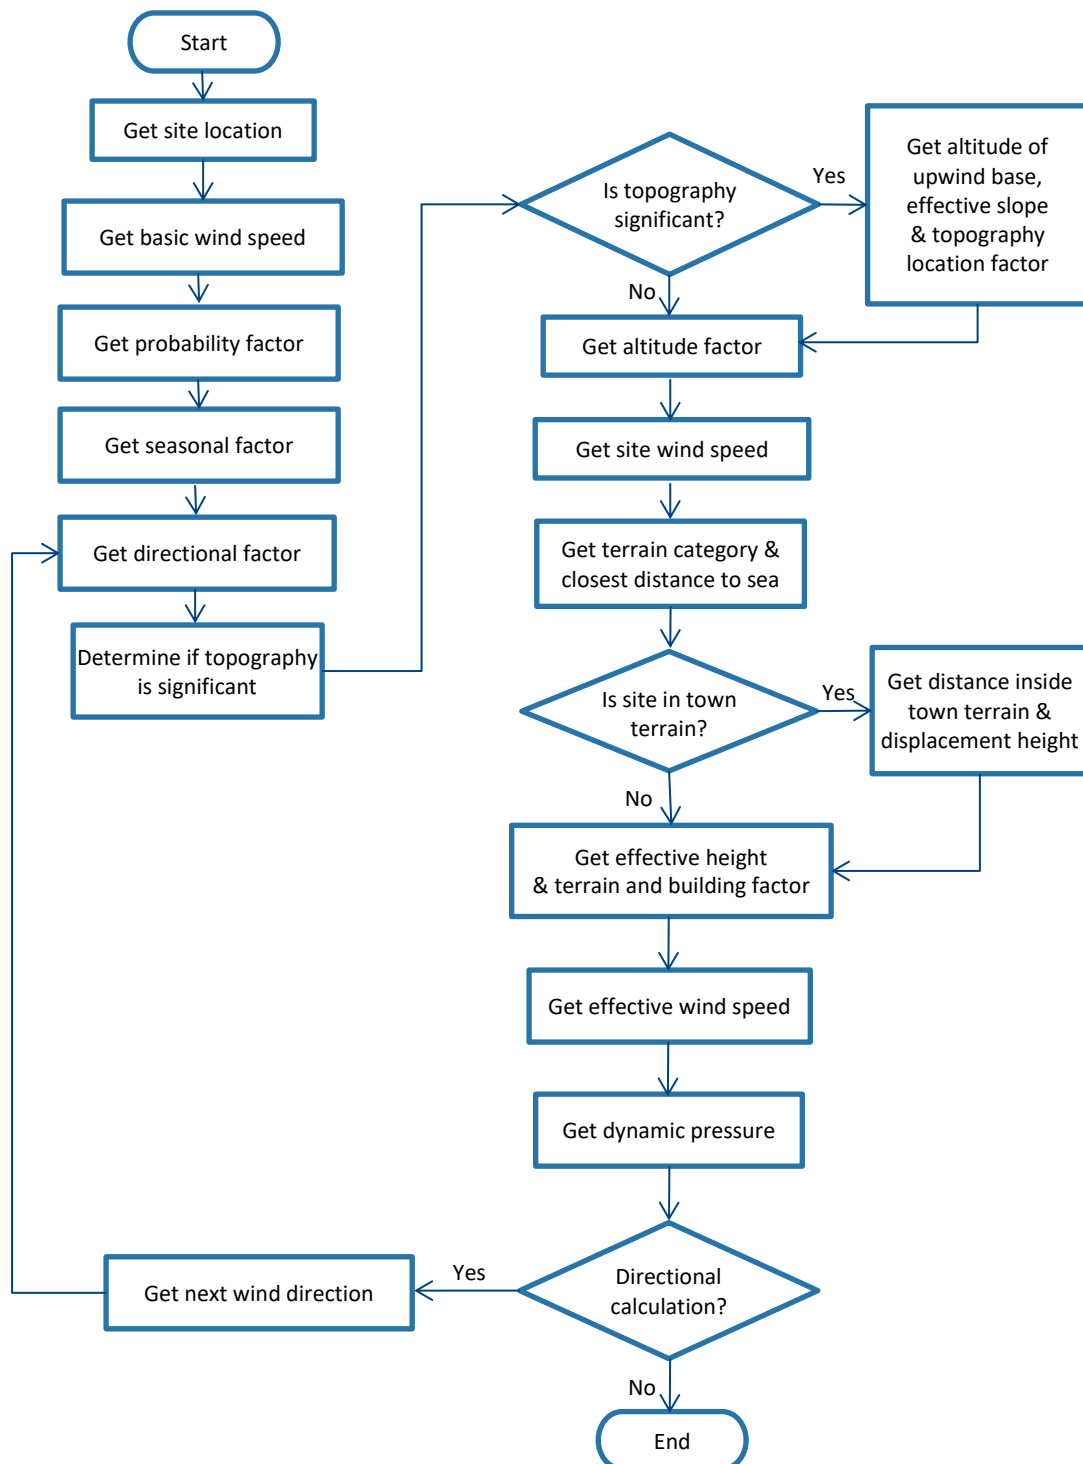 Start
Get site location
Get basic wind speed
Get probability factor
Get seasonal factor
Get directional factor
Determine if topography
is significant
Is topography
significant?
Yes
Get altitude of
upwind base,
effective slope
& topography
location factor
No
Get altitude factor
Get site wind speed
Get terrain category &
closest distance to sea
Is site in town
terrain?
Yes
Get distance inside
town terrain &
displacement height
No
Get effective height
& terrain and building factor
Get effective wind speed
Get dynamic pressure
Directional
calculation?
Yes
Get next wind direction
No
End